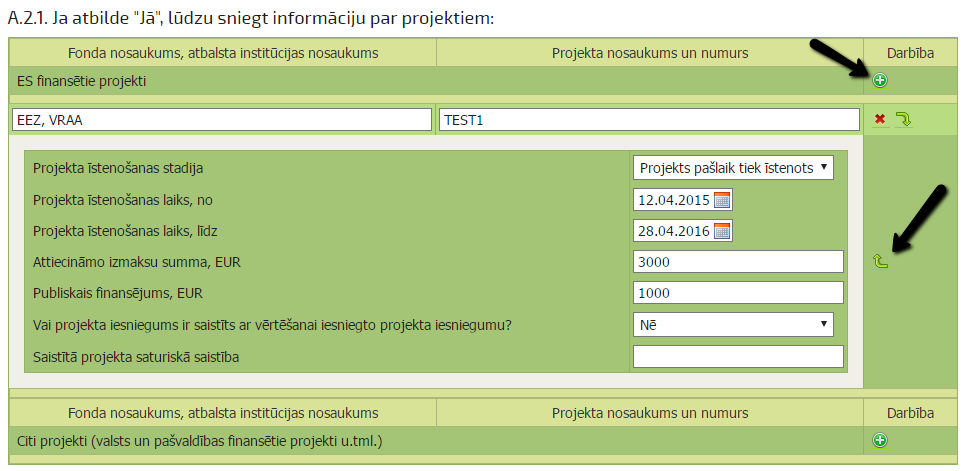 A.2.1. Ja atbilde "Jā", lūdzu sniegt informāciju par projektiem:
Fonda nosaukums, atbalsta institūcijas nosaukums Projekta nosaukums un numurs Darbība
ES finansētie projekti
EEZ, VRAA TEST1
Projekta īstenošanas stadija Projekts pašlaik tiek īstenots
Projekta īstenošanas laiks, no 12.04.2015
Projekta īstenošanas laiks, līdz 28.04.2016
Attiecināmo izmaksu summa, EUR 3000
Publiskais finansējums, EUR 1000
Vai projekta iesniegums ir saistīts ar vērtēšanai iesniegto projekta iesniegumu? Nē
Saistītā projekta saturiskā saistība
Fonda nosaukums, atbalsta institūcijas nosaukums Projekta nosaukums un numurs Darbība
Citi projekti (valsts un pašvaldības finansētie projekti u.tml.)